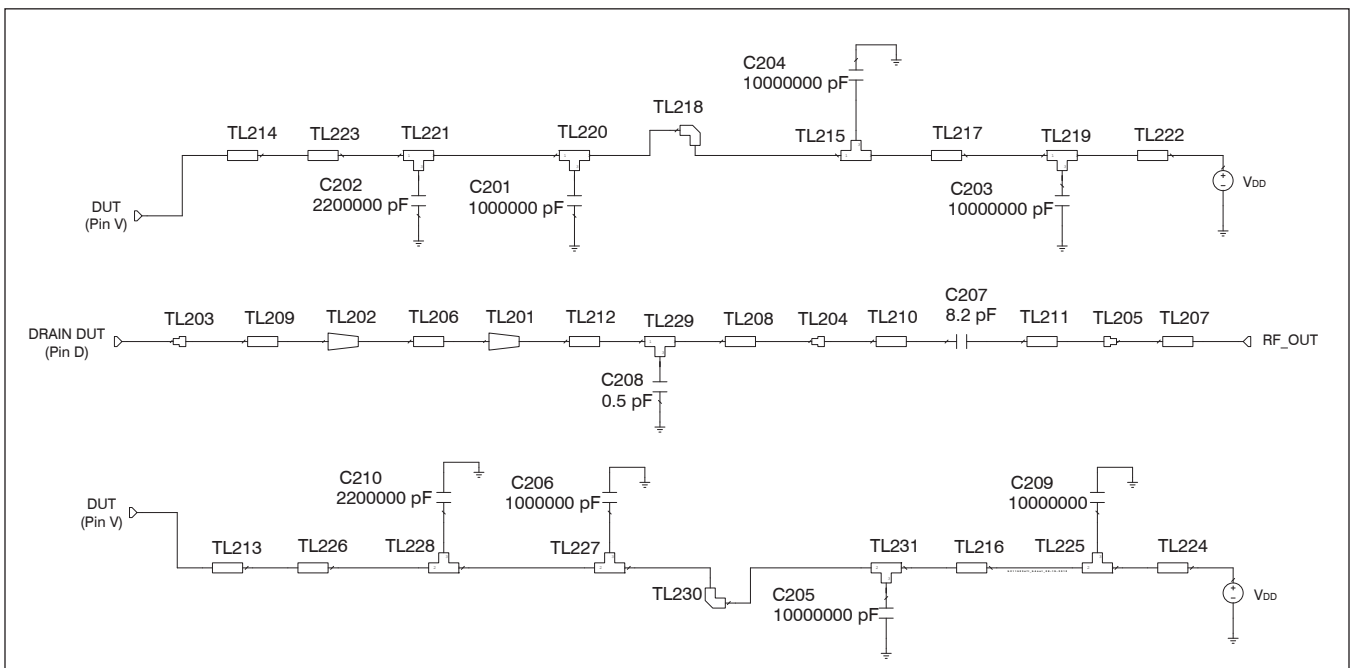 C204
10000000 pF
TL218
TL214 TL223 TL221 TL220 TL215 TL217 TL219 TL222
C202
2200000 pF
C201
1000000 pF
C203
10000000 pF
VDD
DUT
(Pin V)
C207
8.2 pF
DRAIN DUT
(Pin D)
TL203 TL209 TL202 TL206 TL201 TL212 TL229 TL208 TL204 TL210 TL211 TL205 TL207
RF_OUT
C208
0.5 pF
C210
2200000 pF
C206
1000000 pF
C209
10000000
DUT
(Pin V)
TL213 TL226 TL228 TL227 TL231 TL216 TL225 TL224
TL230
C205
10000000 pF
VDD